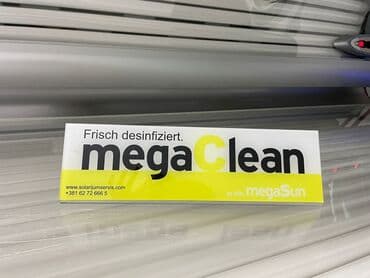 Frisch desinfiziert.
megaClean
www.solarijumservis.com
+381 62 72 666 5
megaSun